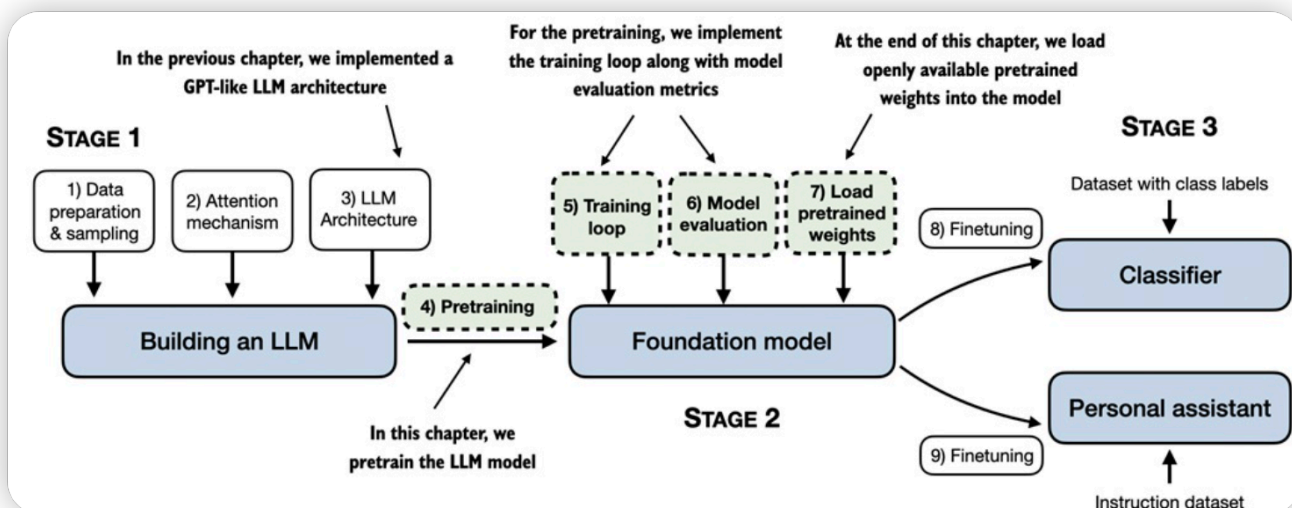 In the previous chapter, we implemented a
GPT-like LLM architecture
For the pretraining, we implement
the training loop along with model
evaluation metrics
At the end of this chapter, we load
openly available pretrained
weights into the model
STAGE 1
1) Data
preparation
& sampling
2) Attention
mechanism
3) LLM
Architecture
Building an LLM
4) Pretraining
In this chapter, we
pretrain the LLM model
5) Training
loop
6) Model
evaluation
7) Load
pretrained
weights
Foundation model
STAGE 2
STAGE 3
Dataset with class labels
8) Finetuning
Classifier
Personal assistant
9) Finetuning
Instruction dataset